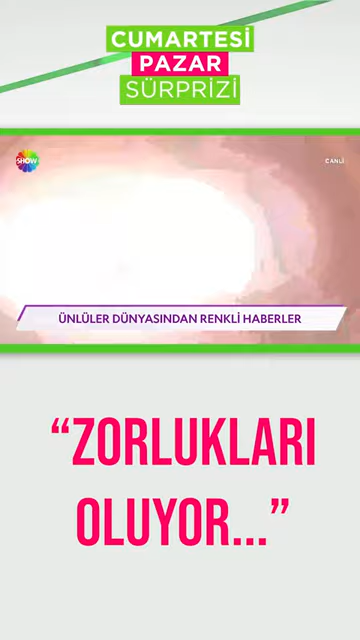 CUMARTESİ
PAZAR
SÜRPRİZİ
SHOW
CANLI
ÜNLÜLER DÜNYASINDAN RENKLİ HABERLER
“ZORLUKLARI
OLUYOR...”